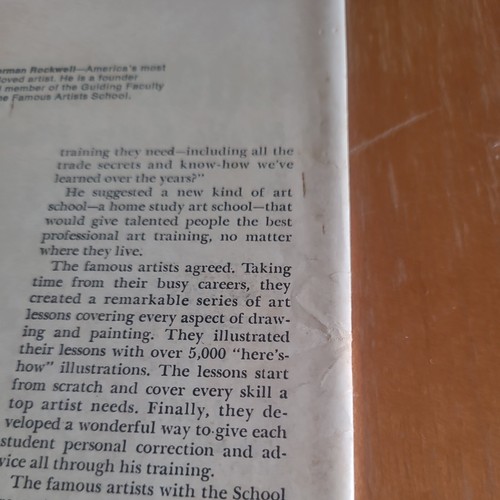 orman Rockwell—America's most
loved artist. He is a founder
member of the Guiding Faculty
he Famous Artists School.
training they need—including all the
trade secrets and know-how we've
learned over the years?"
He suggested a new kind of art
school—a home study art school—that
would give talented people the best
professional art training, no matter
where they live.
The famous artists agreed. Taking
time from their busy careers, they
created a remarkable series of art
lessons covering every aspect of draw-
ing and painting. They illustrated
their lessons with over 5,000 "here's-
how" illustrations. The lessons start
from scratch and cover every skill a
top artist needs. Finally, they de-
veloped a wonderful way to give each
student personal correction and ad-
vice all through his training.
The famous artists with the School